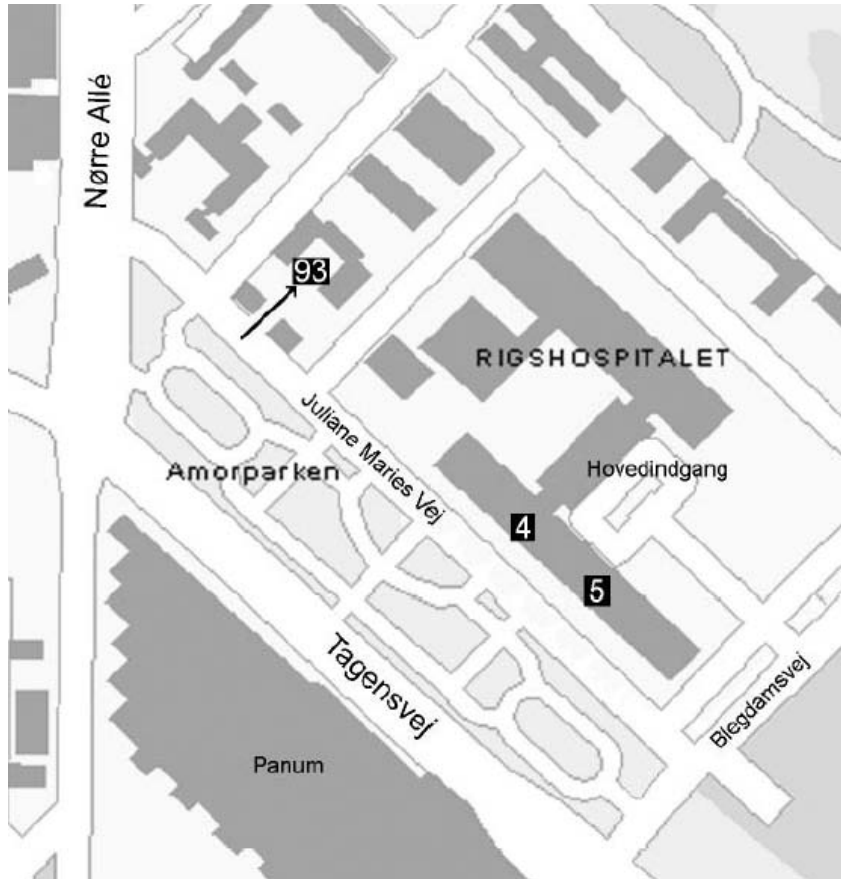 Nørre Allé
93
RIGSHOSPITALET
Juliane Maries Vej
Amorparken
Hovedindgang
4
5
Tagensvej
Blegdamsvej
Panum